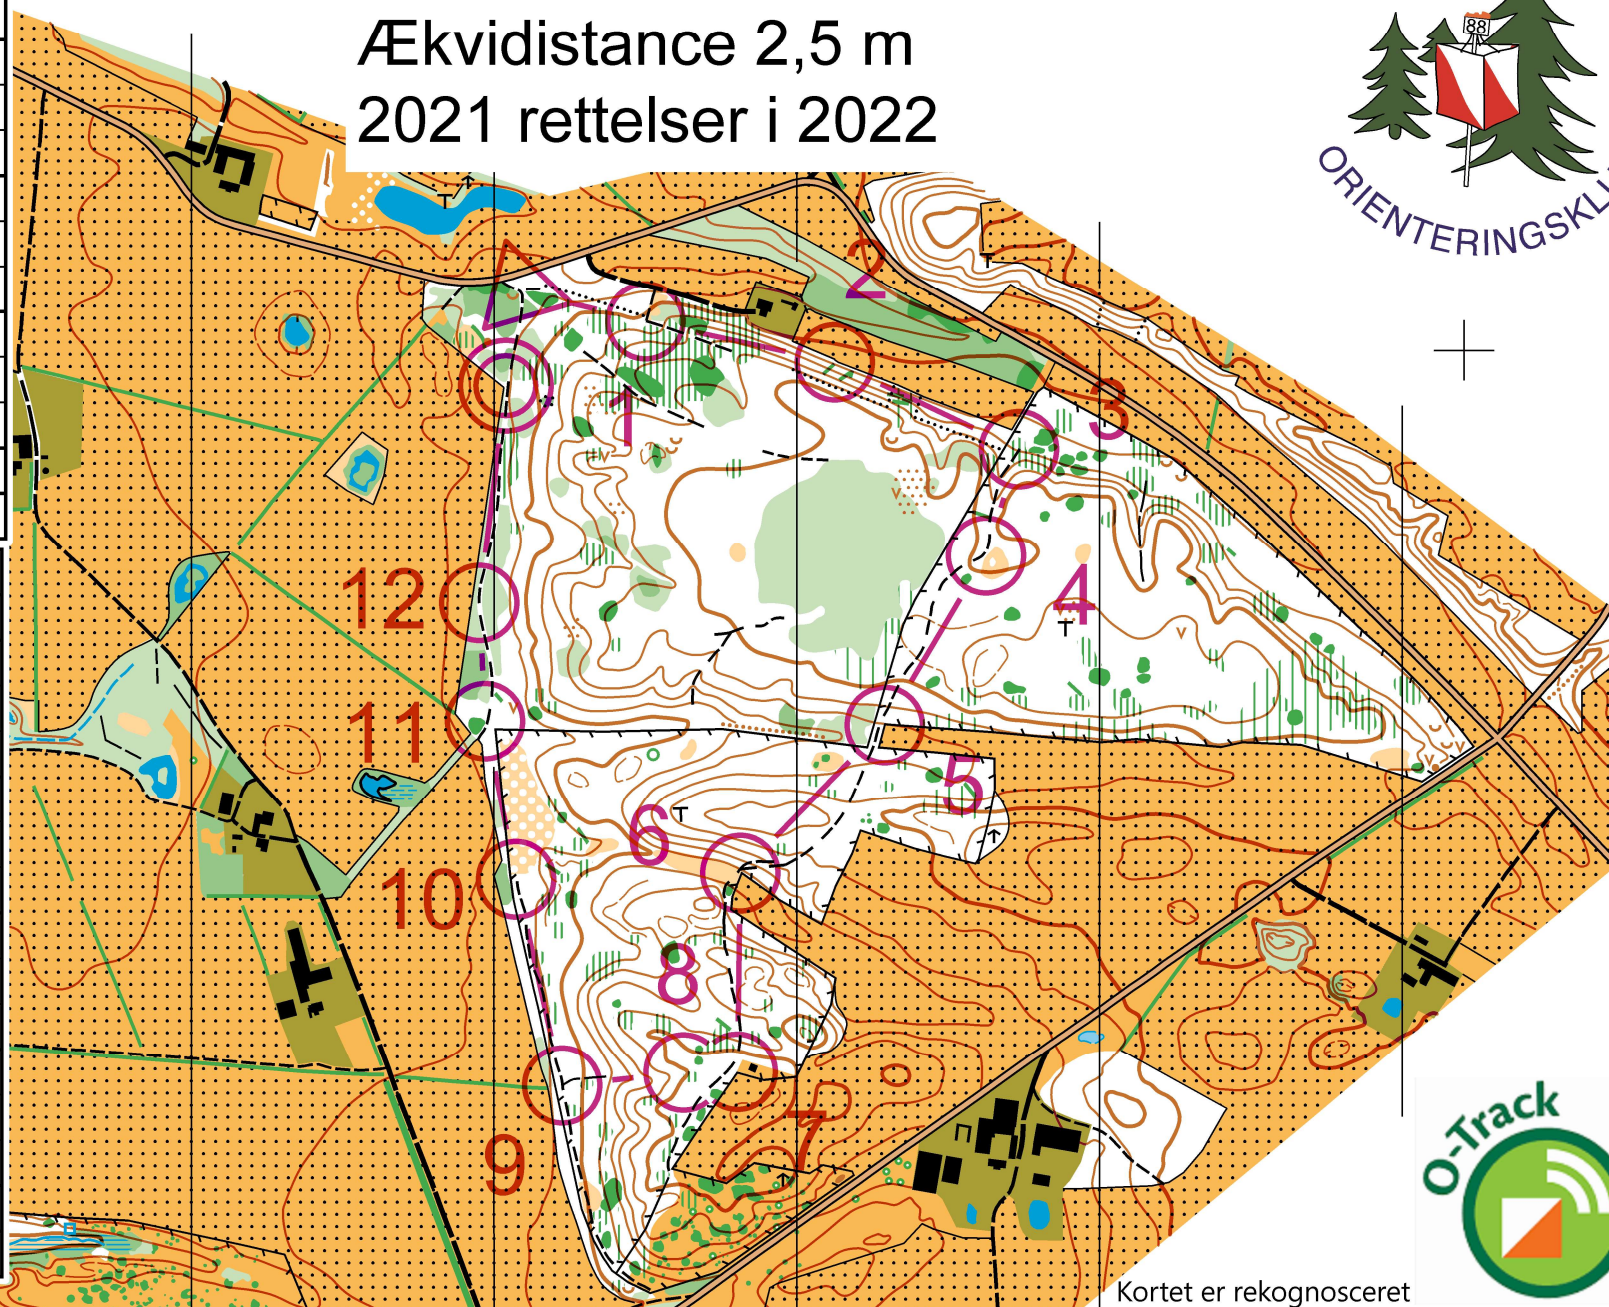 Ækvidistance 2,5 m
2021 rettelser i 2022
88
ORIENTERINGSKLU
2
1
3
4
12
11
5
6
10
8
7
9
O-Track
Kortet er rekognosceret